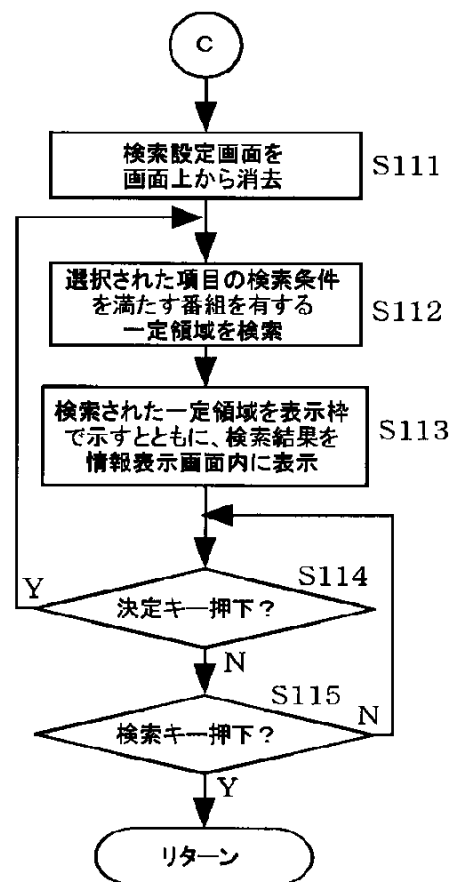 C
検索設定画面を
画面上から消去
S111
選択された項目の検索条件
を満たす番組を有する
一定領域を検索
S112
検索された一定領域を表示枠
で示すとともに、検索結果を
情報表示画面内に表示
S113
S114
Y
決定キー押下？
N
S115
検索キー押下？
N
Y
リターン